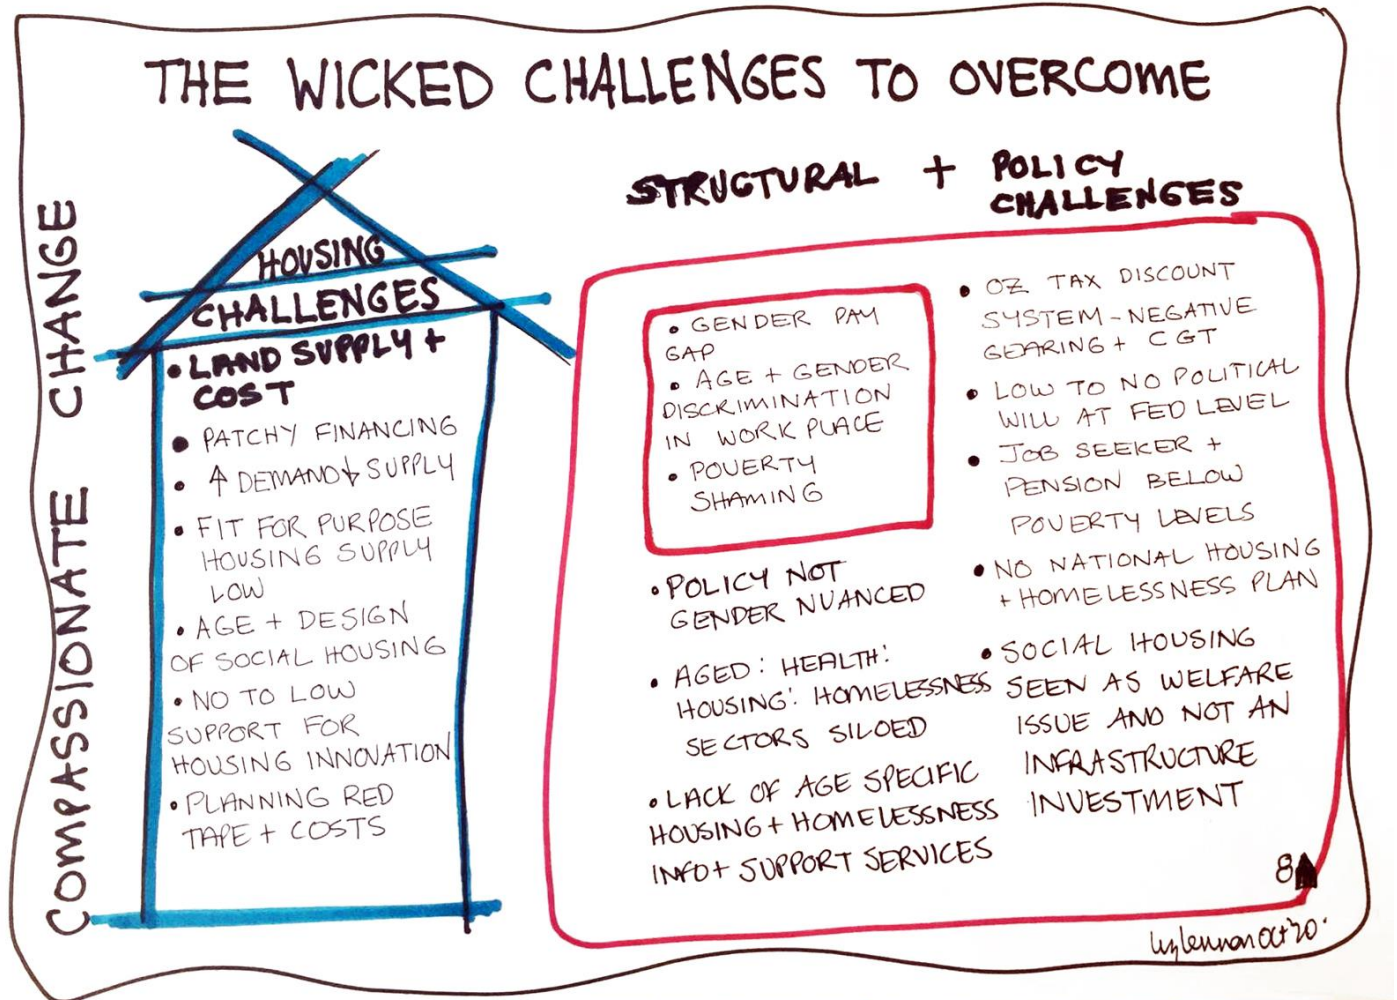 THE WICKED CHALLENGES TO OVERCOME
COMPASSIONATE CHANGE
HOUSING
CHALLENGES
• LAND SUPPLY +
COST
• PATCHY FINANCING
• ↑ DEMAND ↓ SUPPLY
• FIT FOR PURPOSE
HOUSING SUPPLY
LOW
• AGE + DESIGN
OF SOCIAL HOUSING
• NO TO LOW
SUPPORT FOR
HOUSING INNOVATION
• PLANNING RED
TAPE + COSTS
STRUCTURAL + POLICY
CHALLENGES
• GENDER PAY
GAP
• AGE + GENDER
DISCRIMINATION
IN WORK PLACE
• POVERTY
SHAMING
• POLICY NOT
GENDER NUANCED
• AGED: HEALTH:
HOUSING: HOMELESSNESS
SECTORS SILOED
• LACK OF AGE SPECIFIC
HOUSING + HOMELESSNESS
INFO + SUPPORT SERVICES
• OZ TAX DISCOUNT
SYSTEM - NEGATIVE
GEARING + CGT
• LOW TO NO POLITICAL
WILL AT FED LEVEL
• JOB SEEKER +
PENSION BELOW
POVERTY LEVELS
• NO NATIONAL HOUSING
+ HOMELESSNESS PLAN
• SOCIAL HOUSING
SEEN AS WELFARE
ISSUE AND NOT AN
INFRASTRUCTURE
INVESTMENT
8
lizlennon Oct '20